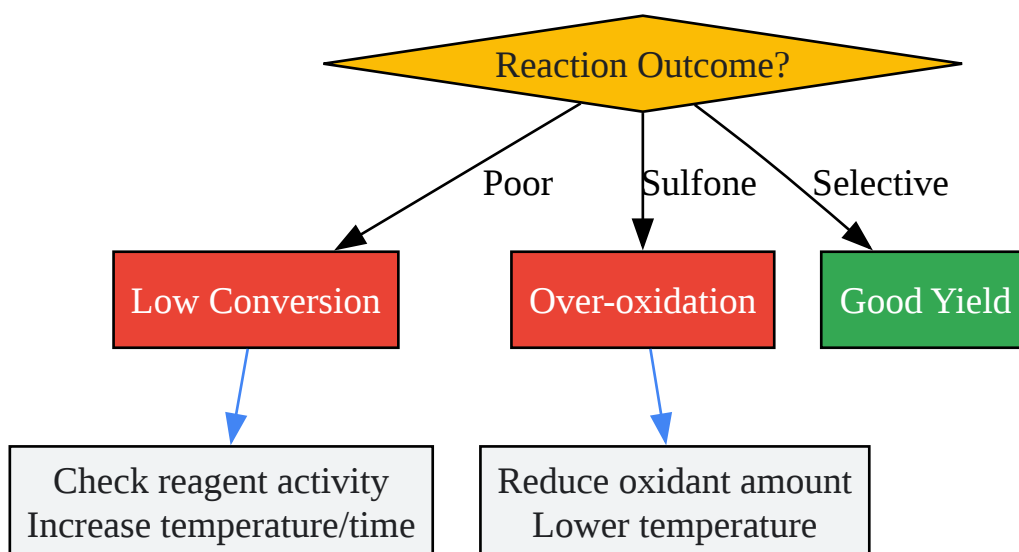 Reaction Outcome?
Poor
Sulfone
Selective
Low Conversion
Over-oxidation
Good Yield
Check reagent activity
Increase temperature/time
Reduce oxidant amount
Lower temperature